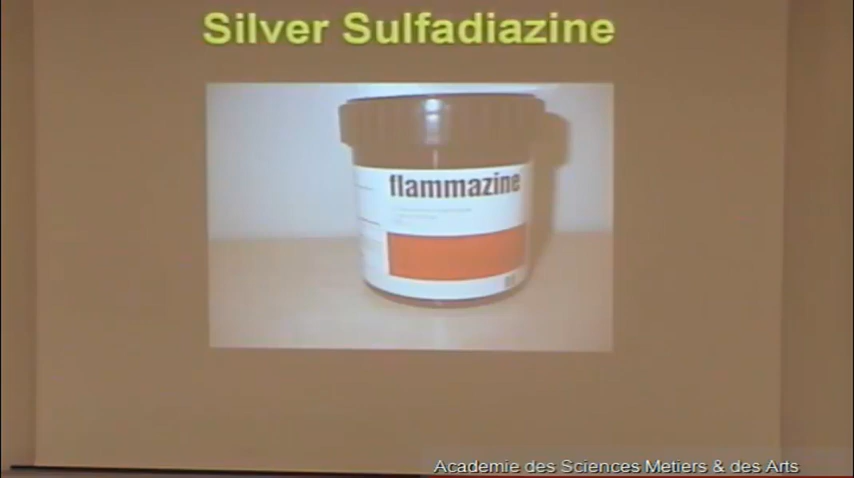 Silver Sulfadiazine
flammazine
Academie des Sciences Metiers & des Arts